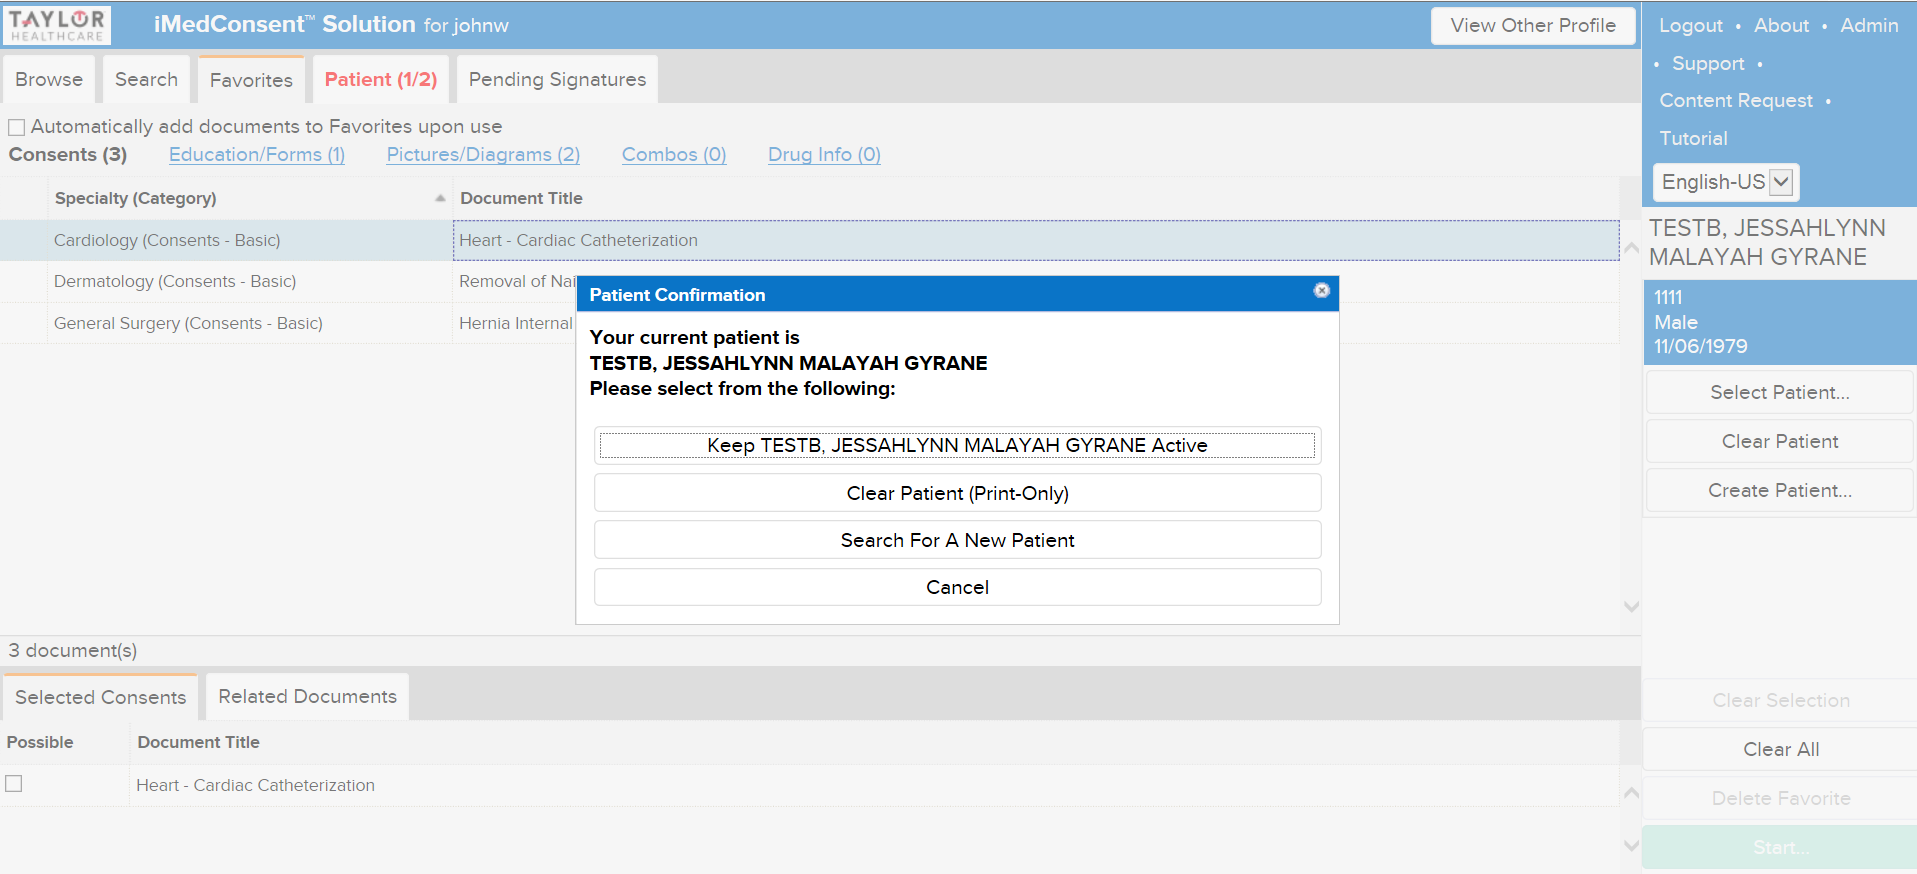 TAYLOR
HEALTHCARE
iMedConsent™ Solution for johnw
View Other Profile
Logout • About • Admin
• Support •
Content Request •
Tutorial
English-US
Browse
Search
Favorites
Patient (1/2)
Pending Signatures
Automatically add documents to Favorites upon use
Consents (3)
Education/Forms (1)
Pictures/Diagrams (2)
Combos (0)
Drug Info (0)
Specialty (Category)
Document Title
Cardiology (Consents - Basic)
Heart - Cardiac Catheterization
Dermatology (Consents - Basic)
Removal of Nai
General Surgery (Consents - Basic)
Hernia Internal
Patient Confirmation
Your current patient is
TESTB, JESSAHLYNN MALAYAH GYRANE
Please select from the following:
Keep TESTB, JESSAHLYNN MALAYAH GYRANE Active
Clear Patient (Print-Only)
Search For A New Patient
Cancel
TESTB, JESSAHLYNN
MALAYAH GYRANE
1111
Male
11/06/1979
Select Patient...
Clear Patient
Create Patient...
3 document(s)
Selected Consents
Related Documents
Possible
Document Title
Heart - Cardiac Catheterization
Clear Selection
Clear All
Delete Favorite
Start...